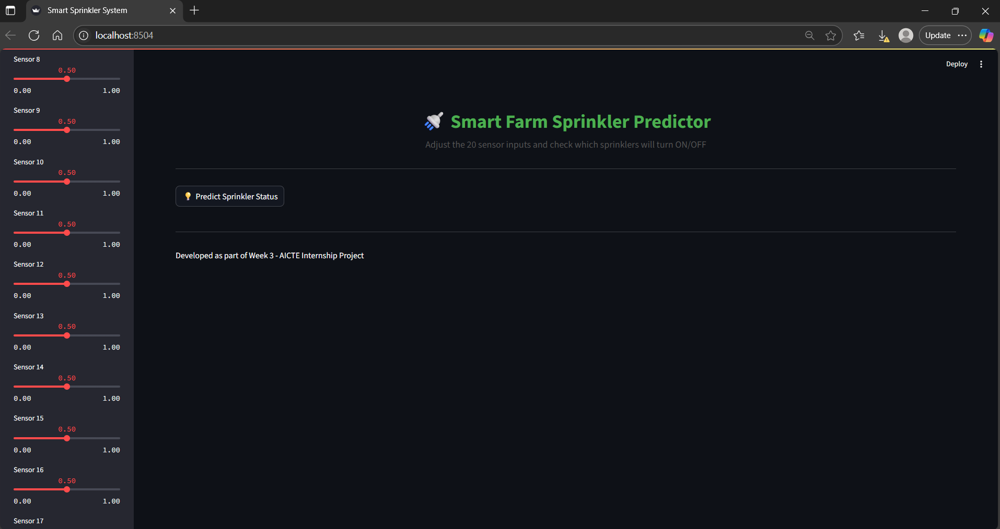 Smart Sprinkler System
localhost:8504
Update
Sensor 8
0.50
0.00 1.00
Sensor 9
0.50
0.00 1.00
Sensor 10
0.50
0.00 1.00
Sensor 11
0.50
0.00 1.00
Sensor 12
0.50
0.00 1.00
Sensor 13
0.50
0.00 1.00
Sensor 14
0.50
0.00 1.00
Sensor 15
0.50
0.00 1.00
Sensor 16
0.50
0.00 1.00
Sensor 17
Deploy
Smart Farm Sprinkler Predictor
Adjust the 20 sensor inputs and check which sprinklers will turn ON/OFF
Predict Sprinkler Status
Developed as part of Week 3 - AICTE Internship Project